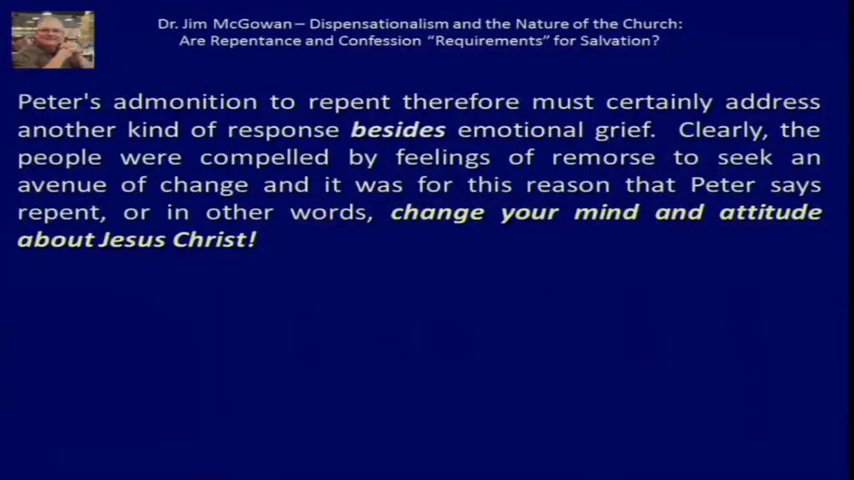 Dr. Jim McGowan – Dispensationalism and the Nature of the Church:
Are Repentance and Confession “Requirements” for Salvation?
Peter's admonition to repent therefore must certainly address
another kind of response besides emotional grief. Clearly, the
people were compelled by feelings of remorse to seek an
avenue of change and it was for this reason that Peter says
repent, or in other words, change your mind and attitude
about Jesus Christ!